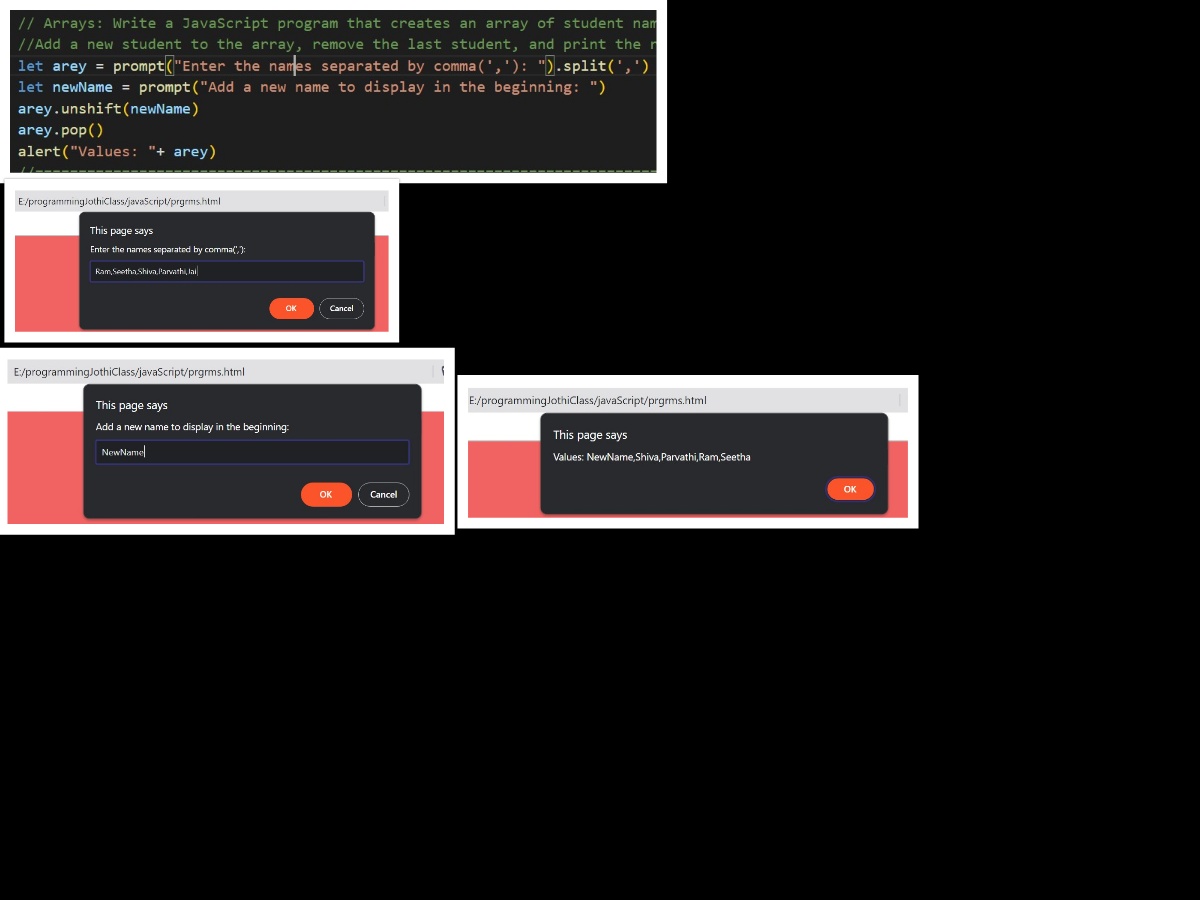 // Arrays: Write a JavaScript program that creates an array of student
//Add a new student to the array, remove the last student, and print the
let arey = prompt("Enter the names separated by comma(','): ").split(',')
let newName = prompt("Add a new name to display in the beginning: ")
arey.unshift(newName)
arey.pop()
alert("Values: "+ arey)
E:/programmingJothiClass/javaScript/prgrms.html
This page says
Enter the names separated by comma(','):
Ram,Seetha,Shiva,Parvathi,Jai
OK Cancel
E:/programmingJothiClass/javaScript/prgrms.html
This page says
Add a new name to display in the beginning:
NewName
OK Cancel
E:/programmingJothiClass/javaScript/prgrms.html
This page says
Values: NewName,Shiva,Parvathi,Ram,Seetha
OK